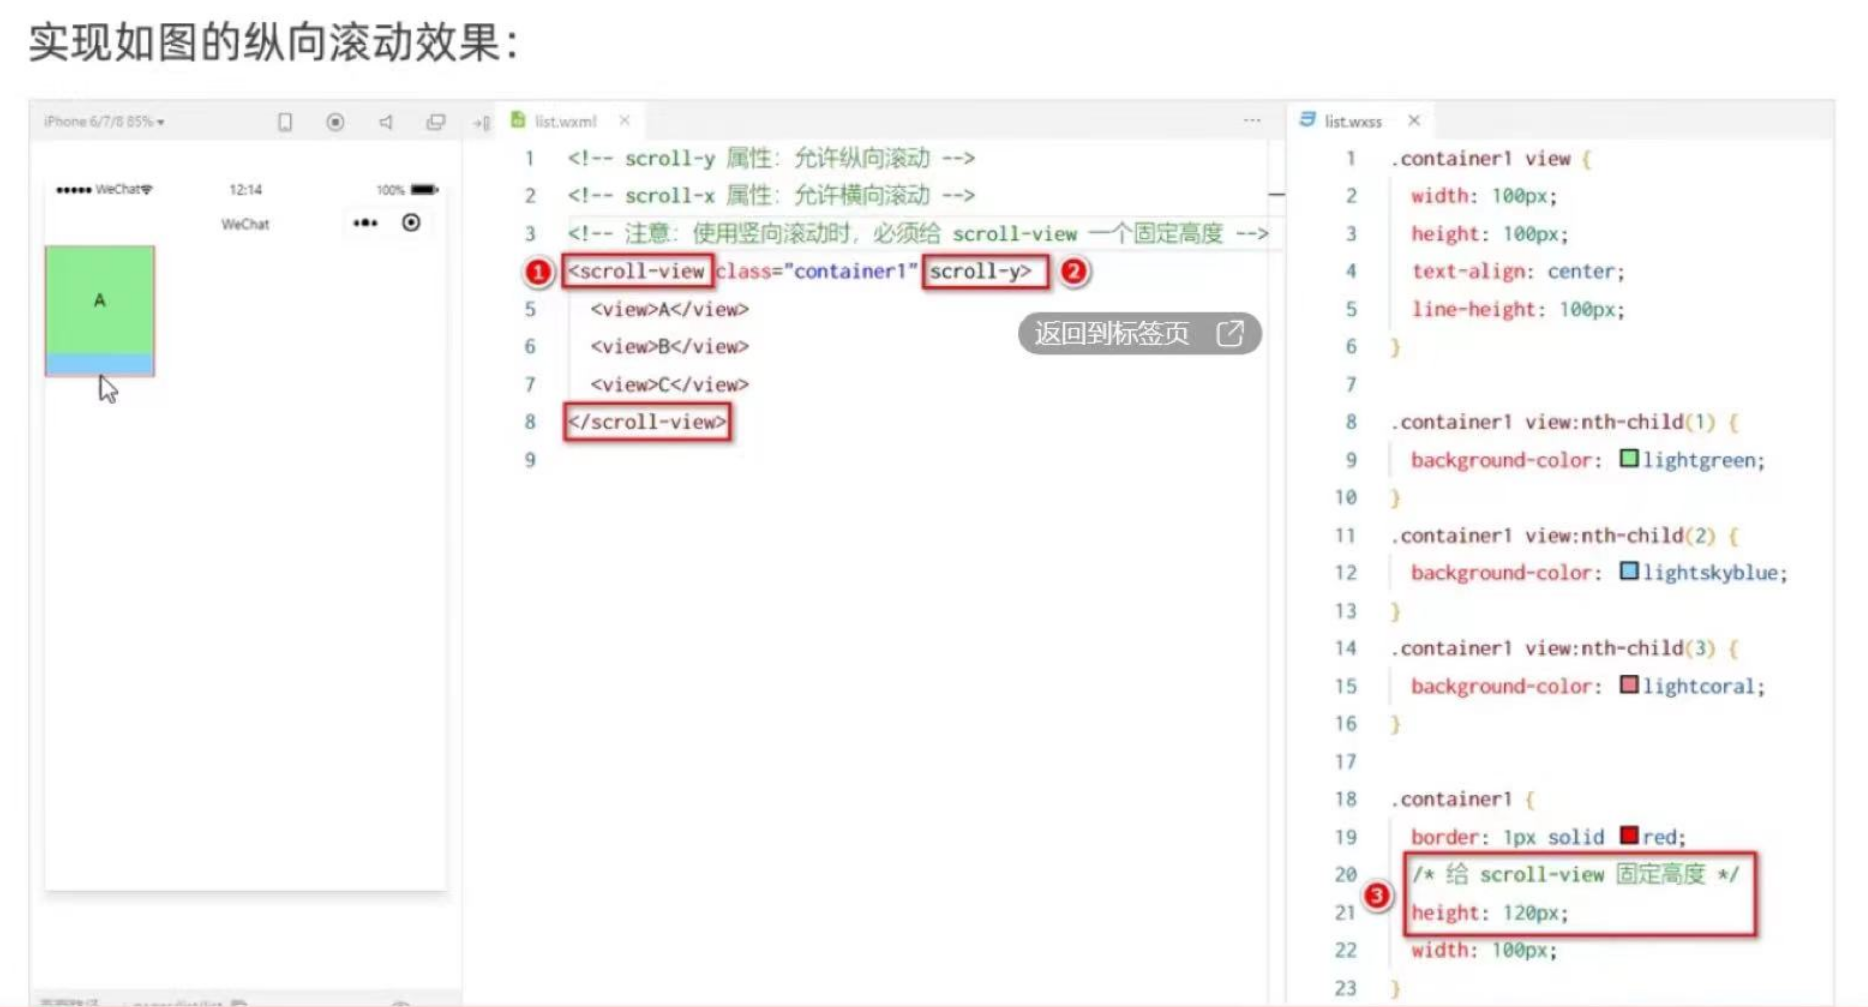 实现如图的纵向滚动效果：
iPhone 6/7/8 85%
WeChat
12:14
100%
WeChat
A
list.wxml
1 <!-- scroll-y 属性：允许纵向滚动 -->
2 <!-- scroll-x 属性：允许横向滚动 -->
3 <!-- 注意：使用竖向滚动时，必须给 scroll-view 一个固定高度 -->
1 <scroll-view class="container1" scroll-y> 2
5 <view>A</view>
6 <view>B</view>
7 <view>C</view>
8 </scroll-view>
9
返回到标签页
list.wxss
1 .container1 view {
2 width: 100px;
3 height: 100px;
4 text-align: center;
5 line-height: 100px;
6 }
7
8 .container1 view:nth-child(1) {
9 background-color: lightgreen;
10 }
11 .container1 view:nth-child(2) {
12 background-color: lightskyblue;
13 }
14 .container1 view:nth-child(3) {
15 background-color: lightcoral;
16 }
17
18 .container1 {
19 border: 1px solid red;
20 /* 给 scroll-view 固定高度 */
3
21 height: 120px;
22 width: 100px;
23 }